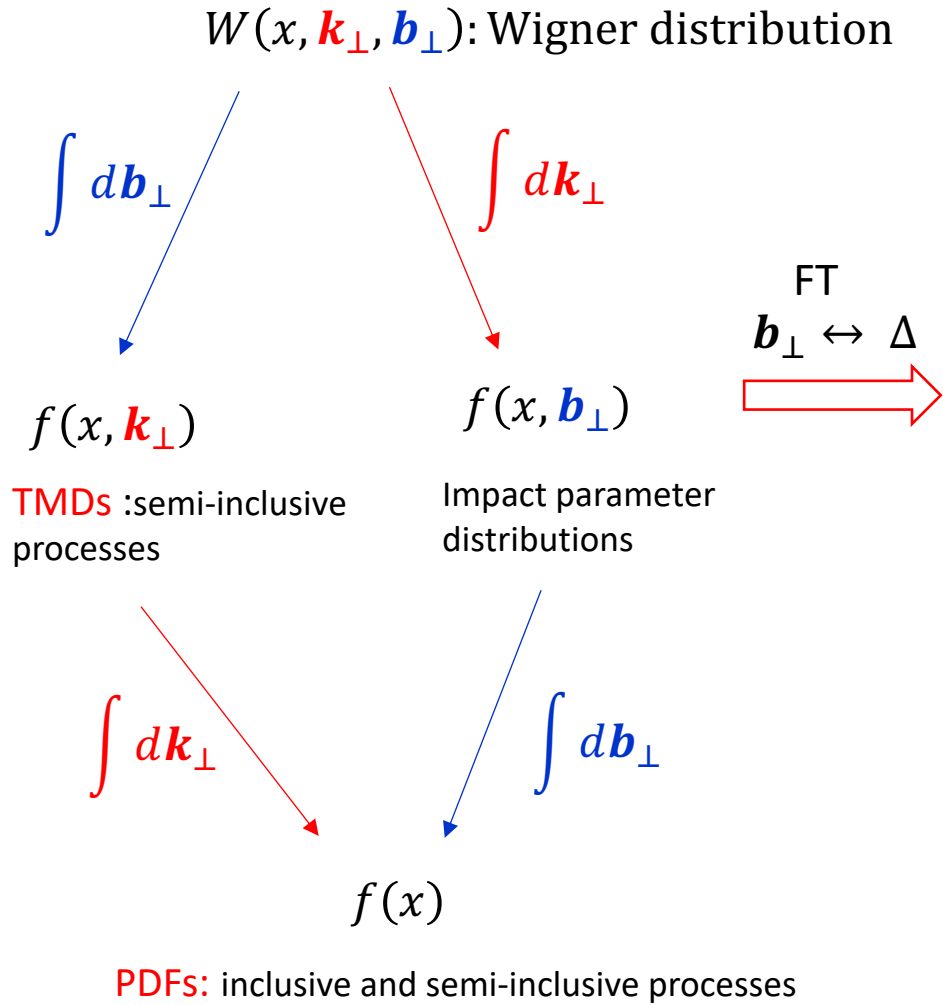 W(x, k⊥, b⊥): Wigner distribution
∫ db⊥
∫ dk⊥
FT
b⊥ ↔ Δ
f(x, k⊥)
f(x, b⊥)
TMDs :semi-inclusive
processes
Impact parameter
distributions
∫ dk⊥
∫ db⊥
f(x)
PDFs: inclusive and semi-inclusive processes